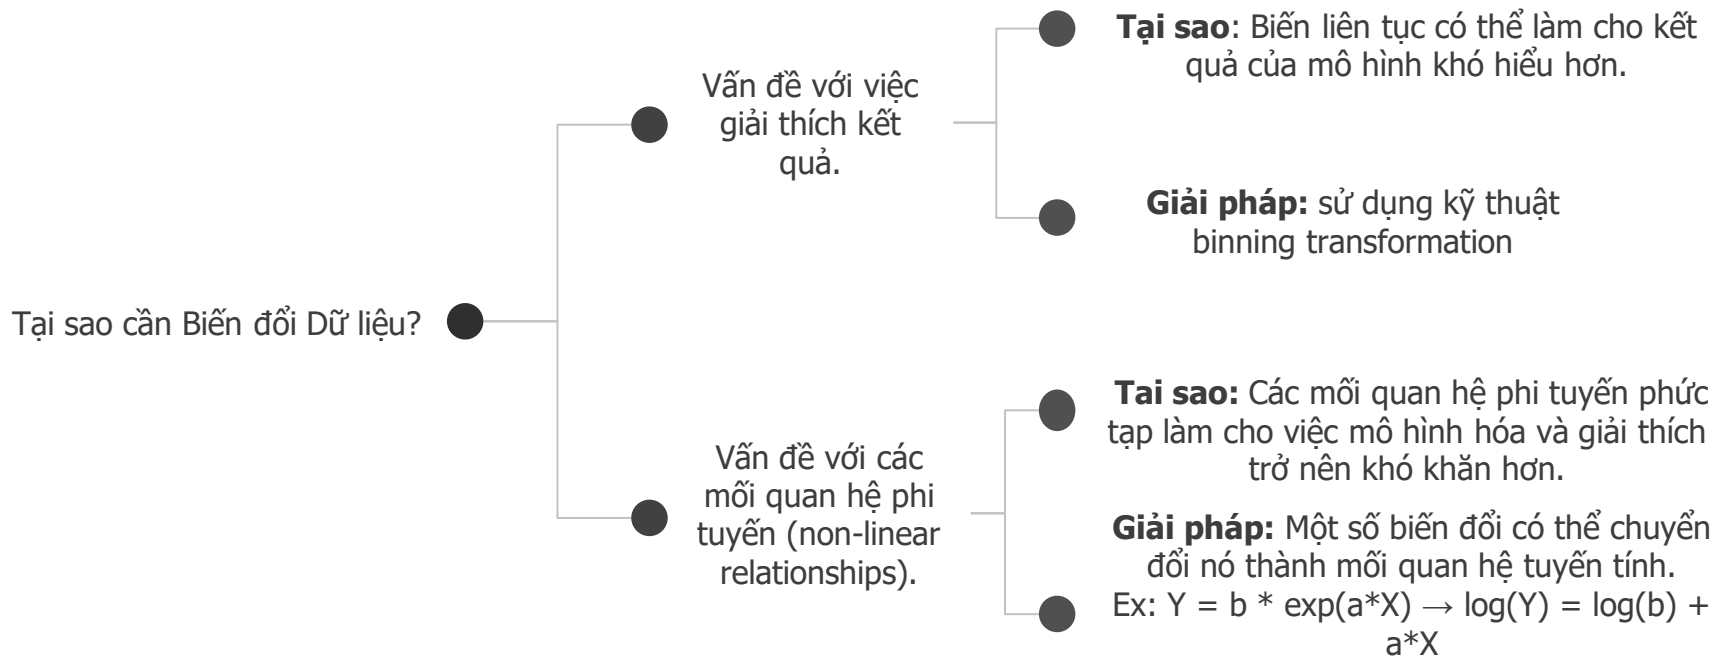 Tại sao cần Biến đổi Dữ liệu?
Vấn đề với việc
giải thích kết
quả.
Tại sao: Biến liên tục có thể làm cho kết
quả của mô hình khó hiểu hơn.
Giải pháp: sử dụng kỹ thuật
binning transformation
Vấn đề với các
mối quan hệ phi
tuyến (non-linear
relationships).
Tai sao: Các mối quan hệ phi tuyến phức
tạp làm cho việc mô hình hóa và giải thích
trở nên khó khăn hơn.
Giải pháp: Một số biến đổi có thể chuyển
đổi nó thành mối quan hệ tuyến tính.
Ex: Y = b * exp(a*X) → log(Y) = log(b) +
a*X